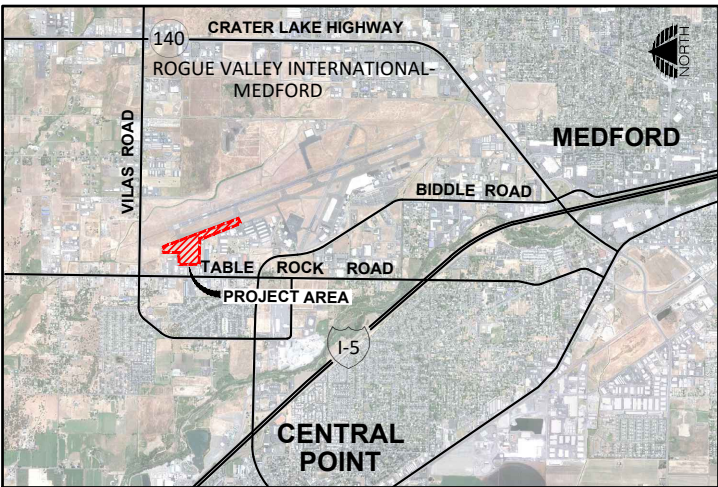 CRATER LAKE HIGHWAY
140
ROGUE VALLEY INTERNATIONAL-
MEDFORD
NORTH
VILAS ROAD
MEDFORD
BIDDLE ROAD
TABLE ROCK ROAD
PROJECT AREA
I-5
CENTRAL
POINT